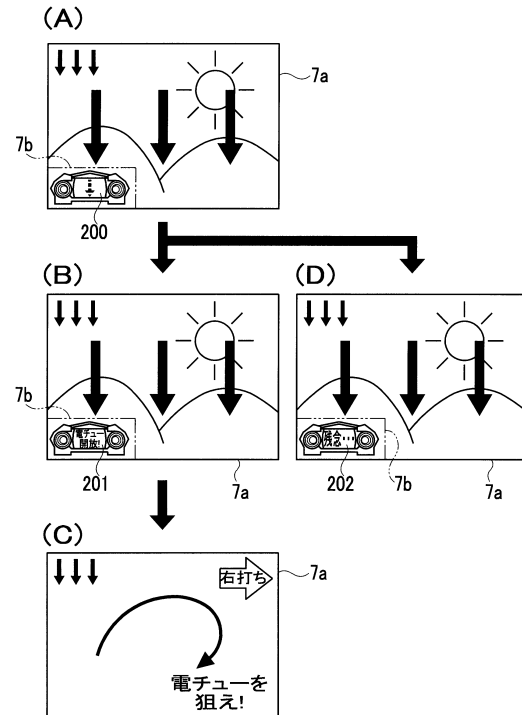 (A)
7a
7b
200
(B)
(D)
7b
電チュー
開放!
201
7a
残念・・・
202
7b
7a
(C)
右打ち
7a
電チューを
狙え!